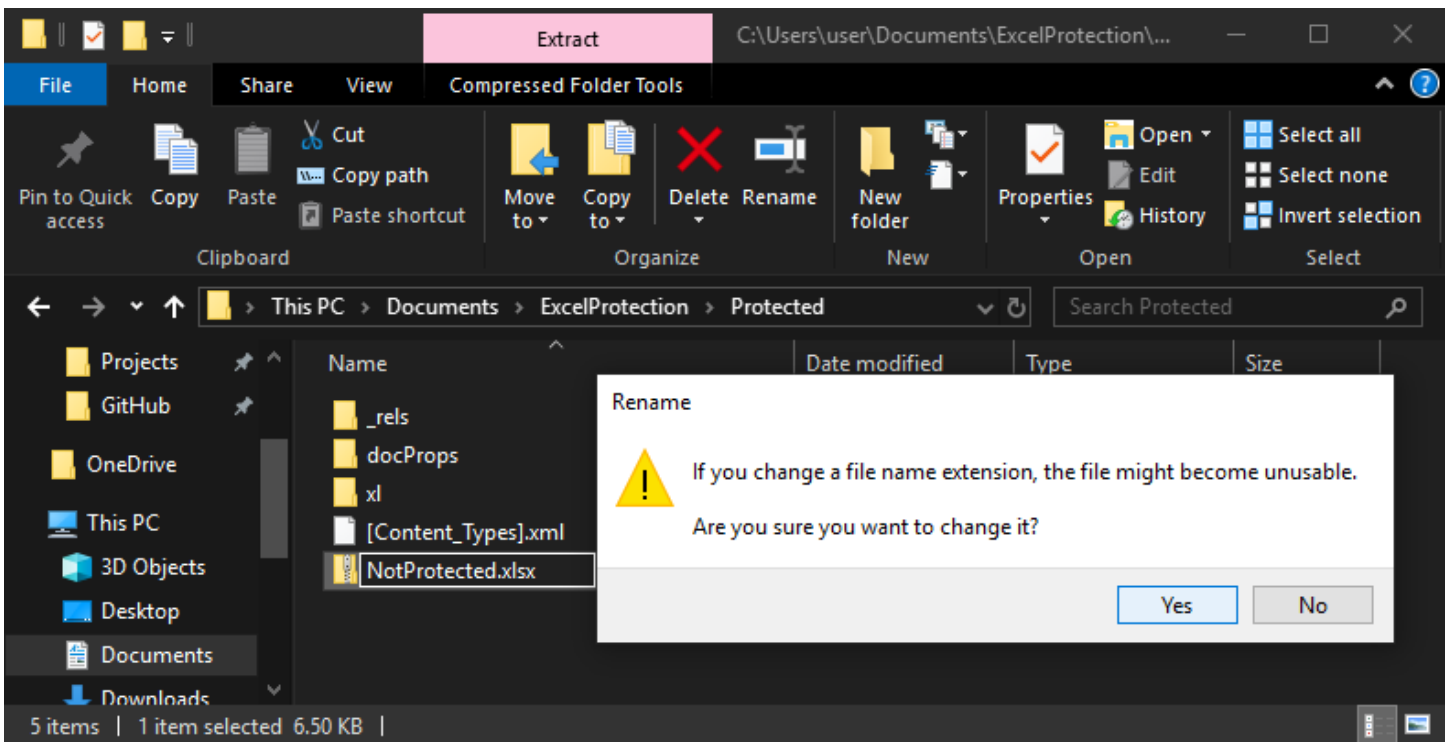 Extract
C:\Users\user\Documents\ExcelProtection\...
File
Home
Share
View
Compressed Folder Tools
Pin to Quick access
Copy
Paste
Cut
Copy path
Paste shortcut
Clipboard
Move to
Copy to
Delete
Rename
Organize
New folder
New
Properties
Open
Edit
History
Open
Select all
Select none
Invert selection
Select
This PC > Documents > ExcelProtection > Protected
Search Protected
Projects
GitHub
OneDrive
This PC
3D Objects
Desktop
Documents
Downloads
Name
Date modified
Type
Size
_rels
docProps
xl
[Content_Types].xml
NotProtected.xlsx
Rename
If you change a file name extension, the file might become unusable.
Are you sure you want to change it?
Yes
No
5 items
1 item selected 6.50 KB